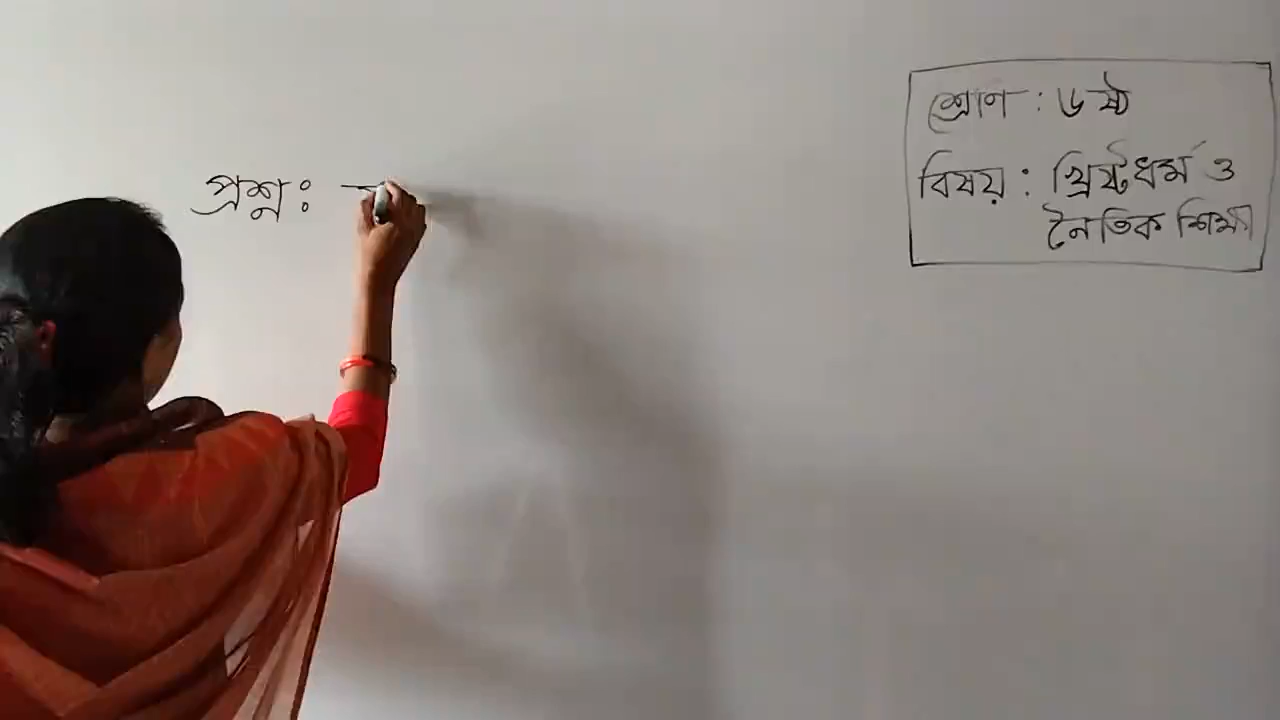 শ্রেণি : ৬ষ্ঠ
বিষয় : খ্রিষ্টধর্ম ও
নৈতিক শিক্ষা
প্রশ্ন :